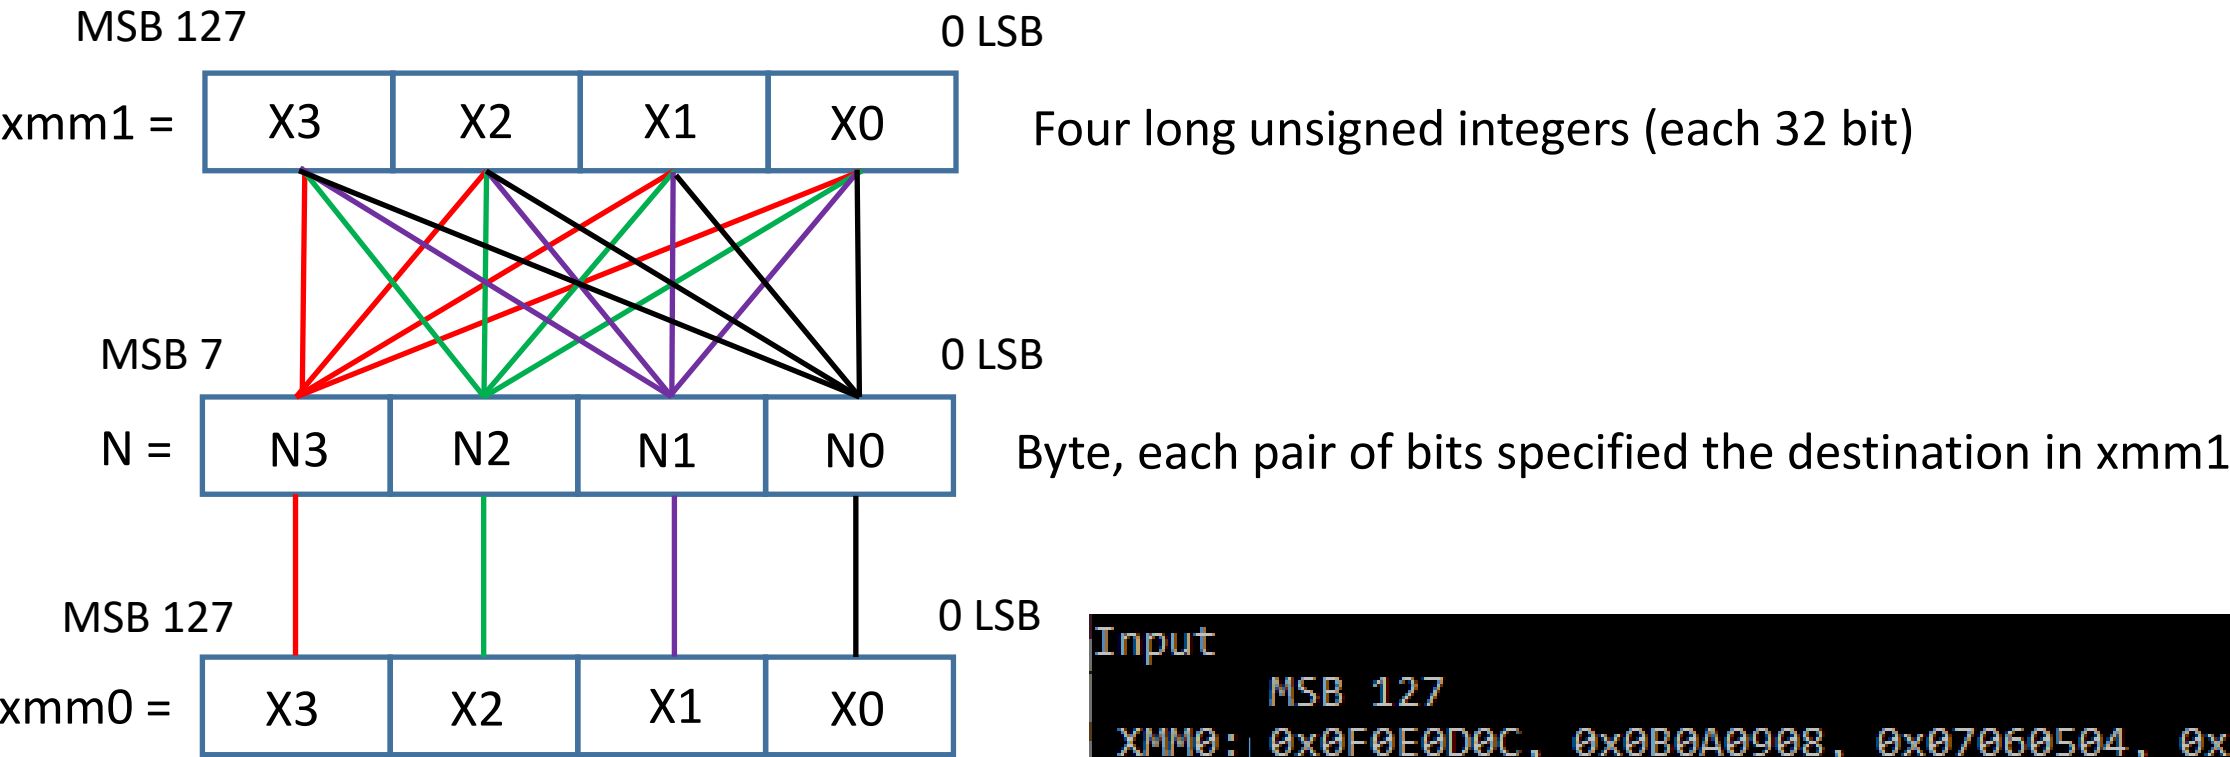 MSB 127 0 LSB
xmm1 = X3 X2 X1 X0 Four long unsigned integers (each 32 bit)
MSB 7 0 LSB
N = N3 N2 N1 N0 Byte, each pair of bits specified the destination in xmm1
MSB 127 0 LSB
xmm0 = X3 X2 X1 X0
Input
MSB 127
XMM0: 0x0F0E0D0C, 0x0B0A0908, 0x07060504, 0x